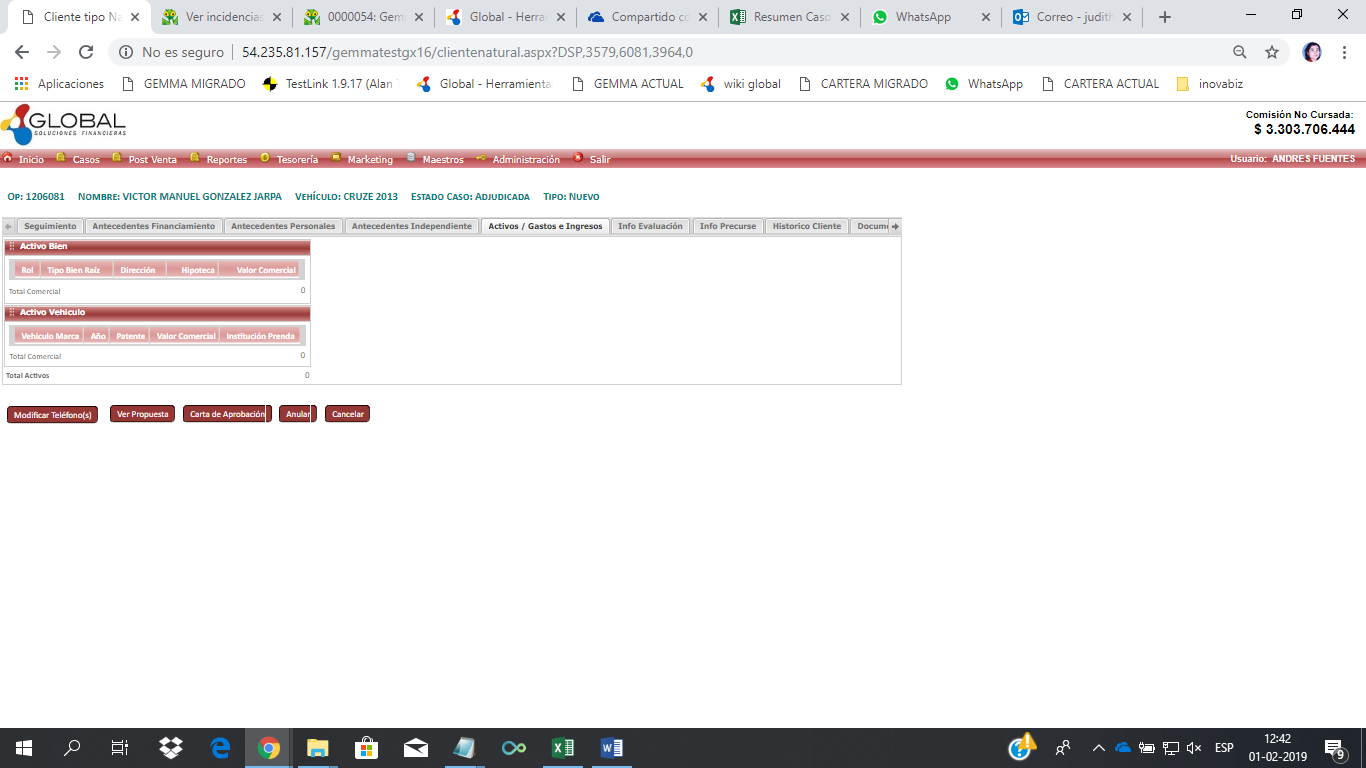 Cliente tipo Na
Ver incidencias
0000054: Gem
Global - Herra
Compartido co
Resumen Caso
WhatsApp
Correo - judith
No es seguro 54.235.81.157/gemmatestgx16/clientenatural.aspx?DSP,3579,6081,3964,0
Aplicaciones GEMMA MIGRADO TestLink 1.9.17 (Alan Global - Herramienta GEMMA ACTUAL wiki global CARTERA MIGRADO WhatsApp CARTERA ACTUAL inovabiz
GLOBAL
SOLUCIONES FINANCIERAS
Comisión No Cursada:
$ 3.303.706.444
Inicio Casos Post Venta Reportes Tesorería Marketing Maestros Administración Salir Usuario: ANDRES FUENTES
Op: 1206081 Nombre: VICTOR MANUEL GONZALEZ JARPA Vehículo: CRUZE 2013 Estado Caso: Adjudicada Tipo: Nuevo
Seguimiento Antecedentes Financiamiento Antecedentes Personales Antecedentes Independiente Activos / Gastos e Ingresos Info Evaluación Info Precurse Historico Cliente Docume
Activo Bien
Rol Tipo Bien Raíz Dirección Hipoteca Valor Comercial
Total Comercial 0
Activo Vehiculo
Vehiculo Marca Año Patente Valor Comercial Institución Prenda
Total Comercial 0
Total Activos 0
Modificar Teléfono(s) Ver Propuesta Carta de Aprobación Anular Cancelar
ESP
12:42
01-02-2019
9